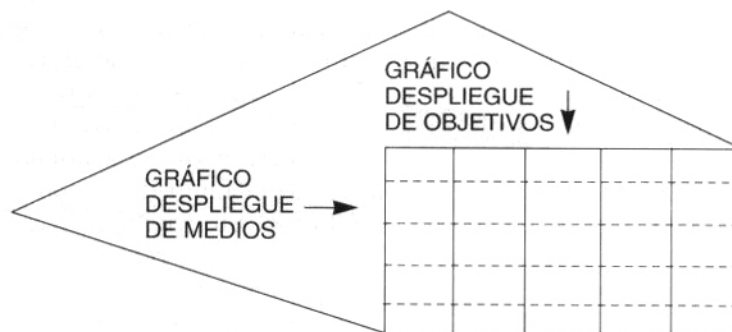 GRÁFICO
DESPLIEGUE
DE OBJETIVOS
GRÁFICO
DESPLIEGUE
DE MEDIOS